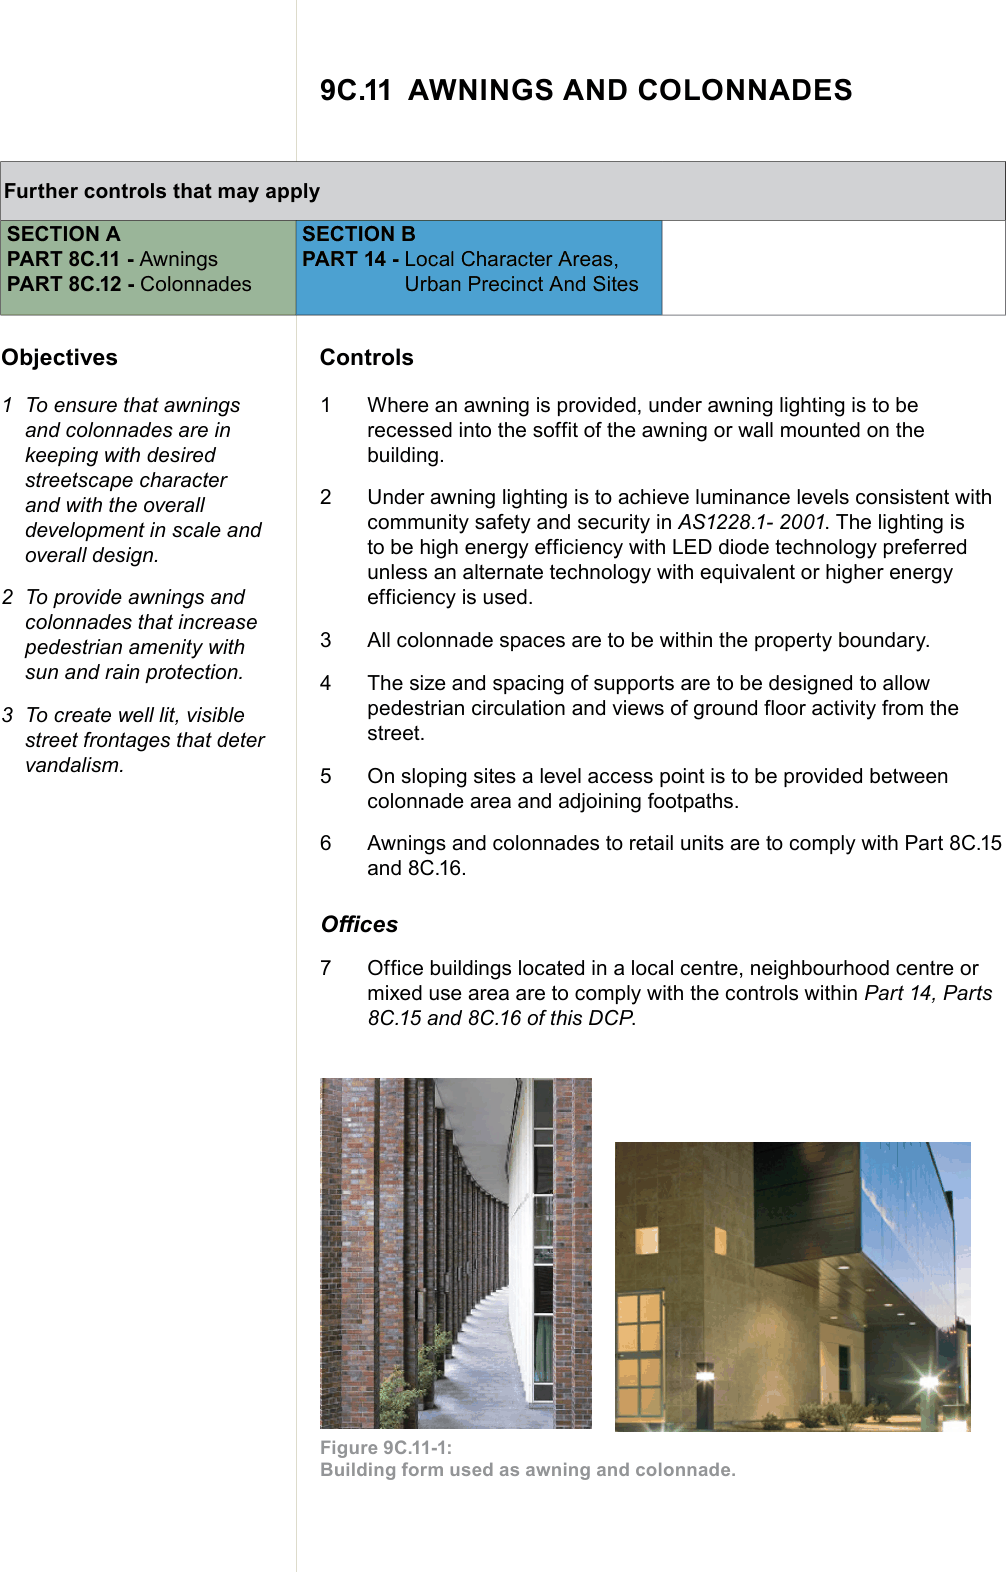 9C.11 AWNINGS AND COLONNADES
Further controls that may apply
SECTION A
PART 8C.11 - Awnings
PART 8C.12 - Colonnades
SECTION B
PART 14 - Local Character Areas,
Urban Precinct And Sites
Objectives
1 To ensure that awnings
and colonnades are in
keeping with desired
streetscape character
and with the overall
development in scale and
overall design.
2 To provide awnings and
colonnades that increase
pedestrian amenity with
sun and rain protection.
3 To create well lit, visible
street frontages that deter
vandalism.
Controls
1 Where an awning is provided, under awning lighting is to be
recessed into the soffit of the awning or wall mounted on the
building.
2 Under awning lighting is to achieve luminance levels consistent with
community safety and security in AS1228.1- 2001. The lighting is
to be high energy efficiency with LED diode technology preferred
unless an alternate technology with equivalent or higher energy
efficiency is used.
3 All colonnade spaces are to be within the property boundary.
4 The size and spacing of supports are to be designed to allow
pedestrian circulation and views of ground floor activity from the
street.
5 On sloping sites a level access point is to be provided between
colonnade area and adjoining footpaths.
6 Awnings and colonnades to retail units are to comply with Part 8C.15
and 8C.16.
Offices
7 Office buildings located in a local centre, neighbourhood centre or
mixed use area are to comply with the controls within Part 14, Parts
8C.15 and 8C.16 of this DCP.
Figure 9C.11-1:
Building form used as awning and colonnade.